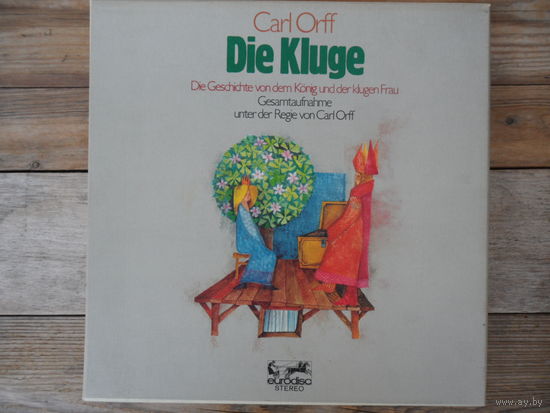 Carl Orff
Die Kluge
Die Geschichte von dem König und der klugen Frau
Gesamtaufnahme
unter der Regie von Carl Orff
eurodisc
STEREO
www.ay.by